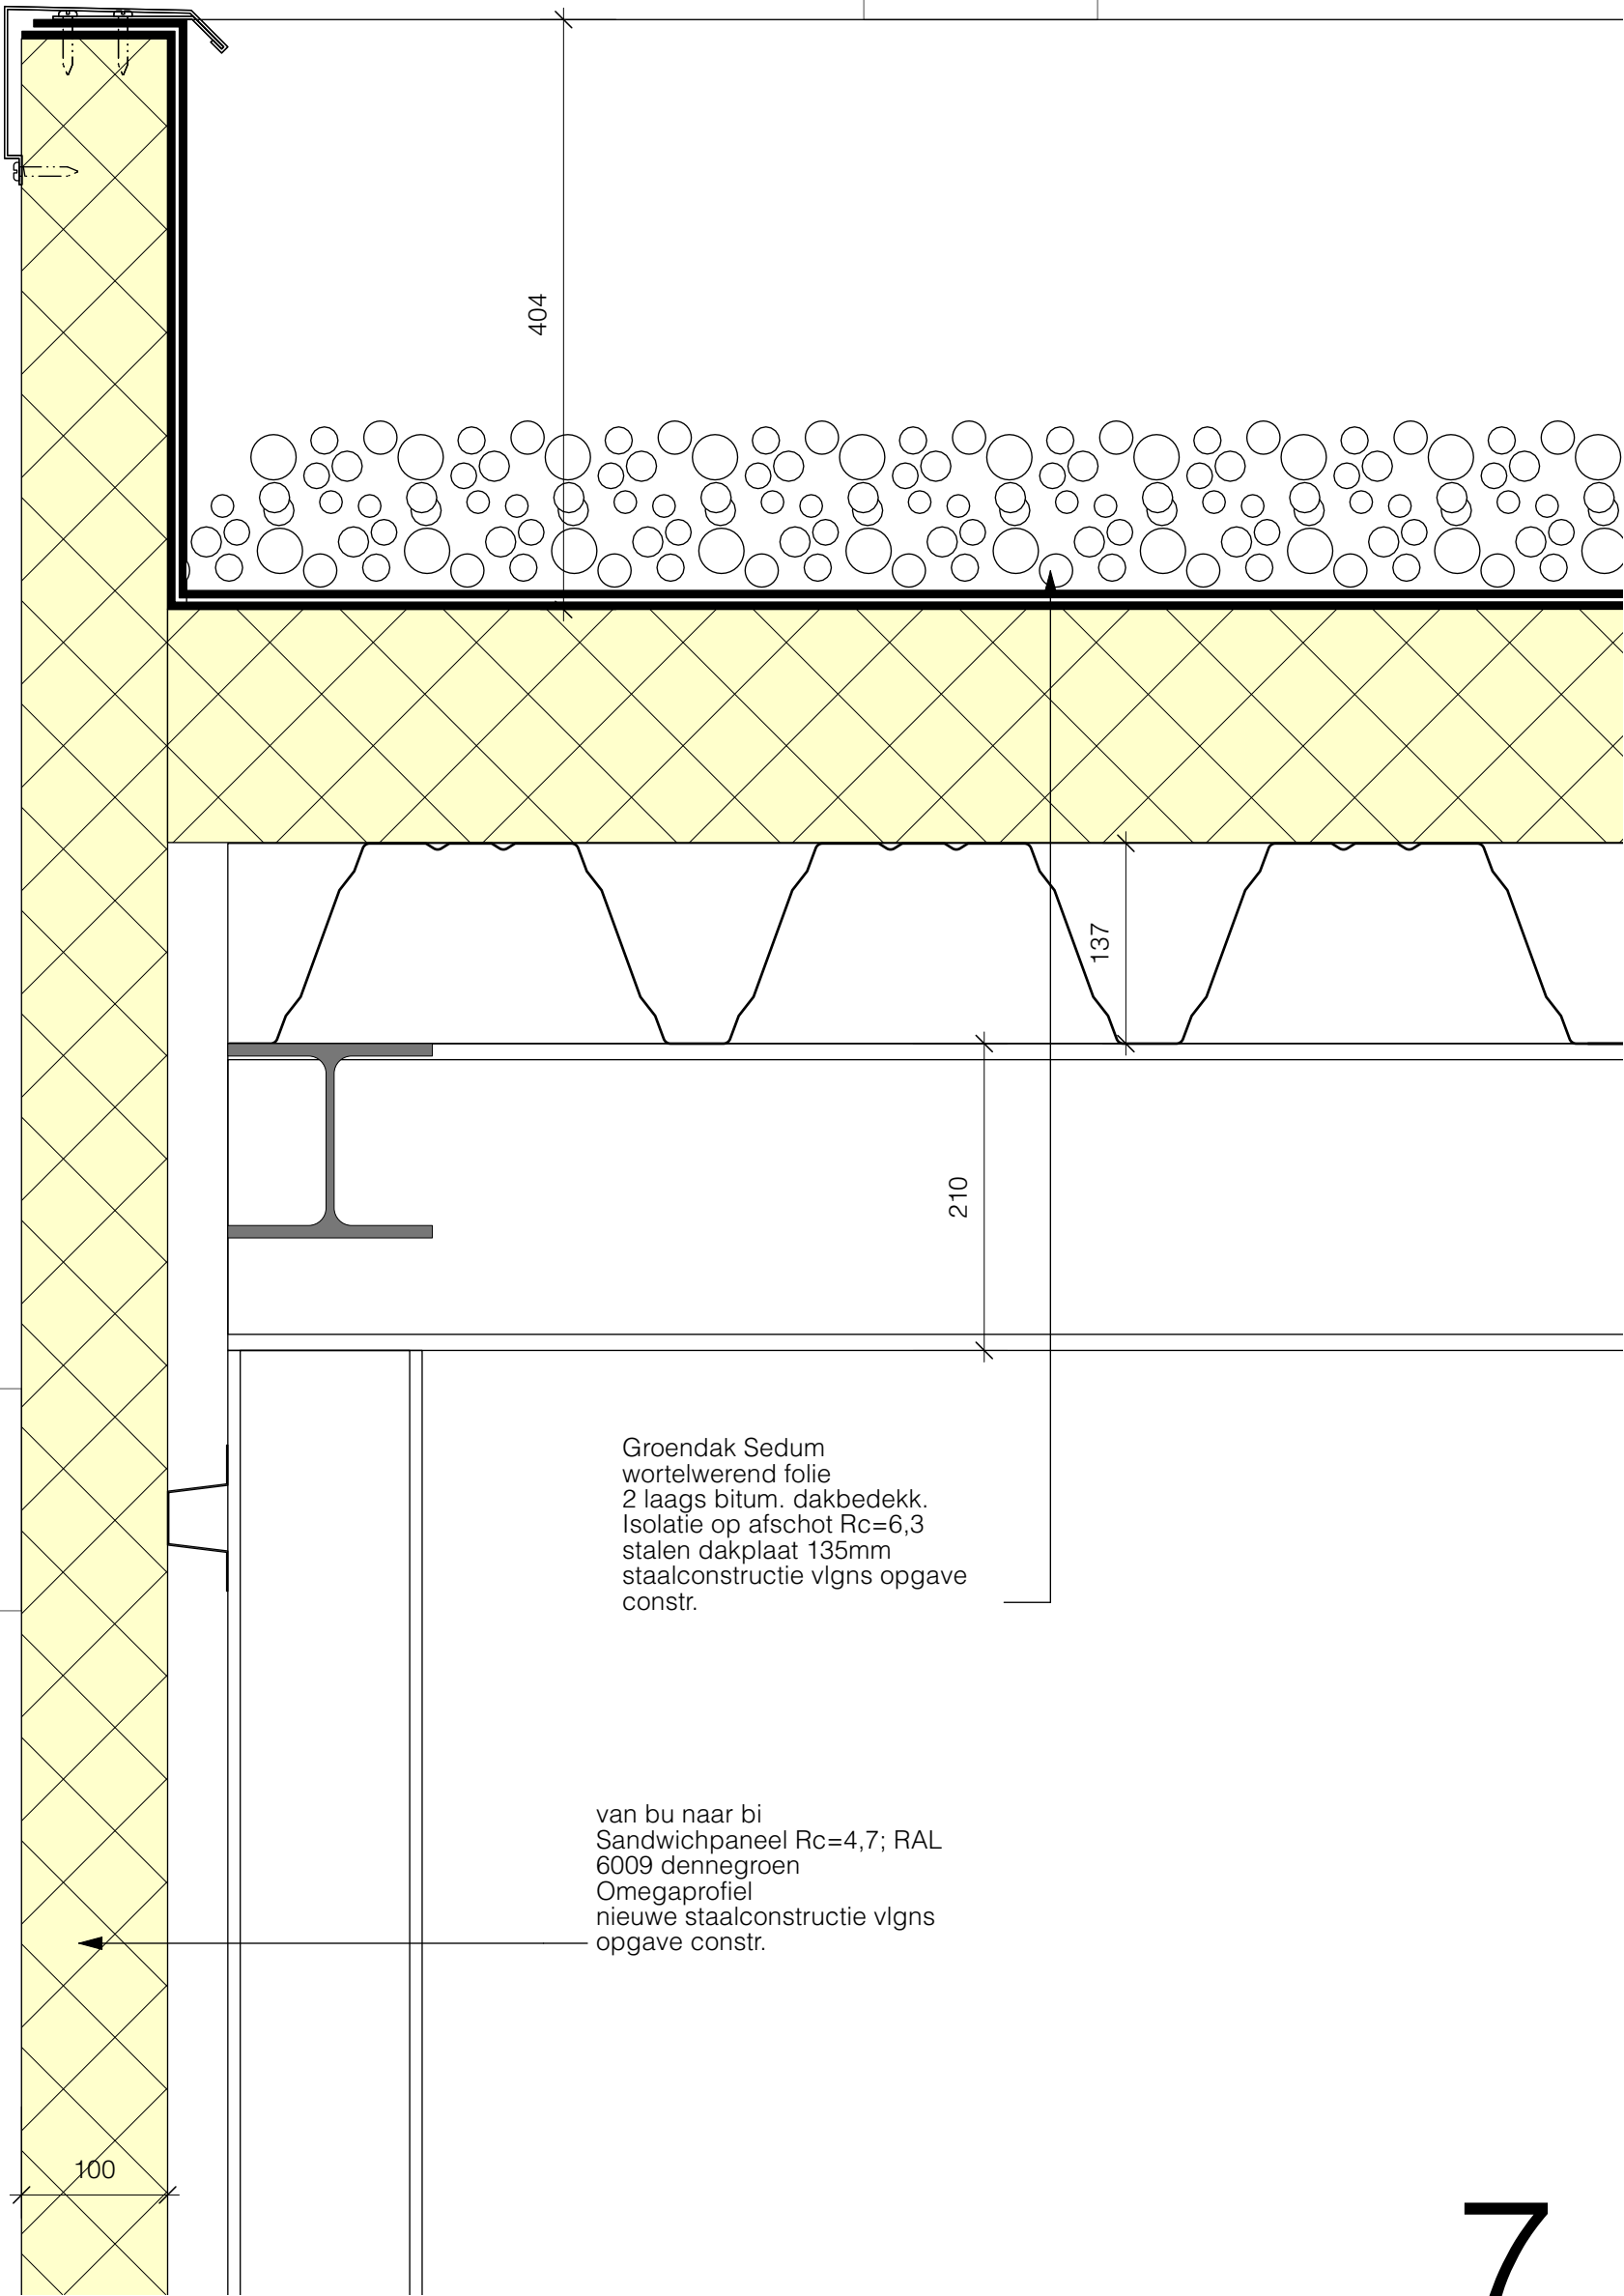 404
137
210
Groendak Sedum
wortelwerend folie
2 laags bitum. dakbedekk.
Isolatie op afschot Rc=6,3
stalen dakplaat 135mm
staalconstructie vlgns opgave
constr.
van bu naar bi
Sandwichpaneel Rc=4,7; RAL
6009 dennegroen
Omegaprofiel
nieuwe staalconstructie vlgns
opgave constr.
100
7